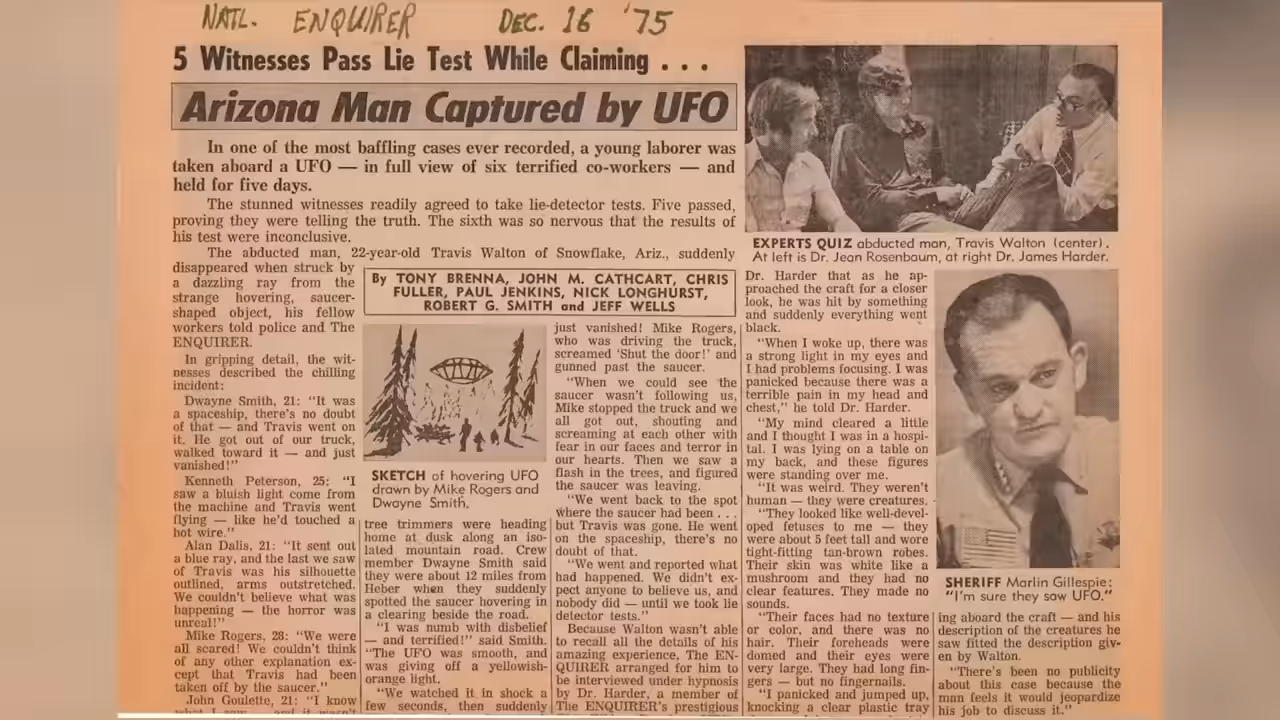 NATL. ENQUIRER DEC. 16 '75
5 Witnesses Pass Lie Test While Claiming . . .
Arizona Man Captured by UFO
In one of the most baffling cases ever recorded, a young laborer was
taken aboard a UFO — in full view of six terrified co-workers — and
held for five days.
The stunned witnesses readily agreed to take lie-detector tests. Five passed,
proving they were telling the truth. The sixth was so nervous that the results of
his test were inconclusive.
The abducted man, 22-year-old Travis Walton of Snowflake, Ariz., suddenly
disappeared when struck by
a dazzling ray from the
strange hovering, saucer-
shaped object, his fellow
workers told police and The
ENQUIRER.
In gripping detail, the wit-
nesses described the chilling
incident:
Dwayne Smith, 21: "It was
a spaceship, there's no doubt
of that — and Travis went on
it. He got out of our truck,
walked toward it — and just
vanished!"
Kenneth Peterson, 25: "I
saw a bluish light come from
the machine and Travis went
flying — like he'd touched a
hot wire."
Alan Dalis, 21: "It sent out
a blue ray, and the last we saw
of Travis was his silhouette
outlined, arms outstretched.
We couldn't believe what was
happening — the horror was
unreal!"
Mike Rogers, 28: "We were
all scared! We couldn't think
of any other explanation ex-
cept that Travis had been
taken off by the saucer."
John Goulette, 21: "I know
By TONY BRENNA, JOHN M. CATHCART, CHRIS
FULLER, PAUL JENKINS, NICK LONGHURST,
ROBERT G. SMITH and JEFF WELLS
SKETCH of hovering UFO
drawn by Mike Rogers and
Dwayne Smith.
tree trimmers were heading
home at dusk along an iso-
lated mountain road. Crew
member Dwayne Smith said
they were about 12 miles from
Heber when they suddenly
spotted the saucer hovering in
a clearing beside the road.
"I was numb with disbelief
— and terrified!" said Smith.
"The UFO was smooth, and
was giving off a yellowish-
orange light.
"We watched it in shock a
few seconds, then suddenly
just vanished! Mike Rogers,
who was driving the truck,
screamed 'Shut the door!' and
gunned past the saucer.
"When we could see the
saucer wasn't following us,
Mike stopped the truck and we
all got out, shouting and
screaming at each other with
fear in our faces and terror in
our hearts. Then we saw a
flash in the trees, and figured
the saucer was leaving.
"We went back to the spot
where the saucer had been . . .
but Travis was gone. He went
on the spaceship, there's no
doubt of that.
"We went and reported what
had happened. We didn't ex-
pect anyone to believe us, and
nobody did — until we took lie
detector tests."
Because Walton wasn't able
to recall all the details of his
amazing experience, The EN-
QUIRER arranged for him to
be interviewed under hypnosis
by Dr. Harder, a member of
The ENQUIRER's prestigious
EXPERTS QUIZ abducted man, Travis Walton (center).
At left is Dr. Jean Rosenbaum, at right Dr. James Harder.
Dr. Harder that as he ap-
proached the craft for a closer
look, he was hit by something
and suddenly everything went
black.
"When I woke up, there was
a strong light in my eyes and
I had problems focusing. I was
panicked because there was a
terrible pain in my head and
chest," he told Dr. Harder.
"My mind cleared a little
and I thought I was in a hospi-
tal. I was lying on a table on
my back, and these figures
were standing over me.
"It was weird. They weren't
human — they were creatures.
"They looked like well-devel-
oped fetuses to me — they
were about 5 feet tall and wore
tight-fitting tan-brown robes.
Their skin was white like a
mushroom and they had no
clear features. They made no
sounds.
"Their faces had no texture
or color, and there was no
hair. Their foreheads were
domed and their eyes were
very large. They had long fin-
gers — but no fingernails.
"I panicked and jumped up,
knocking a clear plastic tray
SHERIFF Marlin Gillespie:
"I'm sure they saw UFO."
ing aboard the craft — and his
description of the creatures he
saw fitted the description giv-
en by Walton.
"There's been no publicity
about this case because the
man feels it would jeopardize
his job to discuss it."